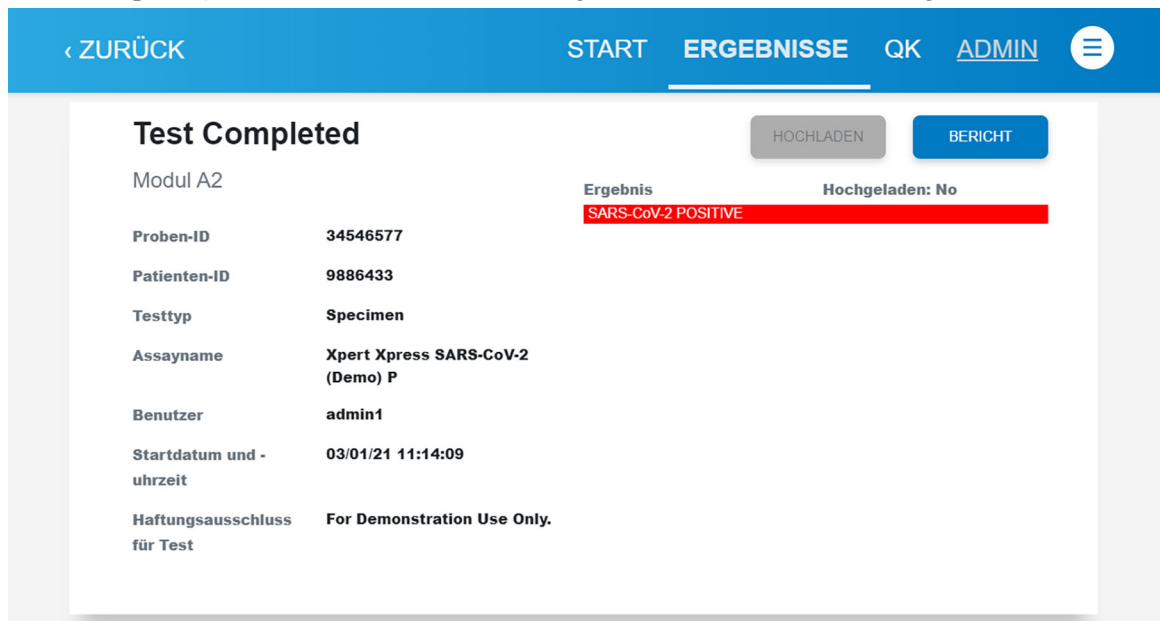 ‹ ZURÜCK
START ERGEBNISSE QK ADMIN
Test Completed
HOCHLADEN
BERICHT
Modul A2
Ergebnis Hochgeladen: No
SARS-CoV-2 POSITIVE
Proben-ID 34546577
Patienten-ID 9886433
Testtyp Specimen
Assayname Xpert Xpress SARS-CoV-2
(Demo) P
Benutzer admin1
Startdatum und - 03/01/21 11:14:09
uhrzeit
Haftungsausschluss For Demonstration Use Only.
für Test